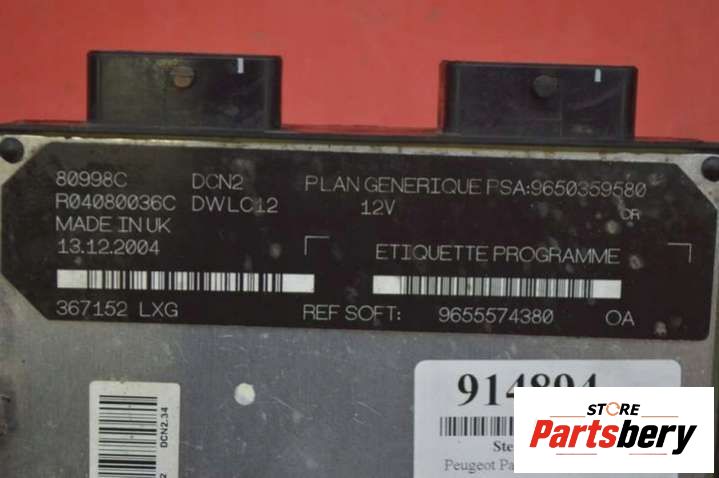 80998C DCN2 PLAN GENERIQUE PSA:9650359580
R04080036C DWLC12 12V OR
MADE IN UK
13.12.2004 ETIQUETTE PROGRAMME
367152 LXG REF SOFT: 9655574380 OA
DCN2.34
914894
Peugeot
STORE
Partsbery